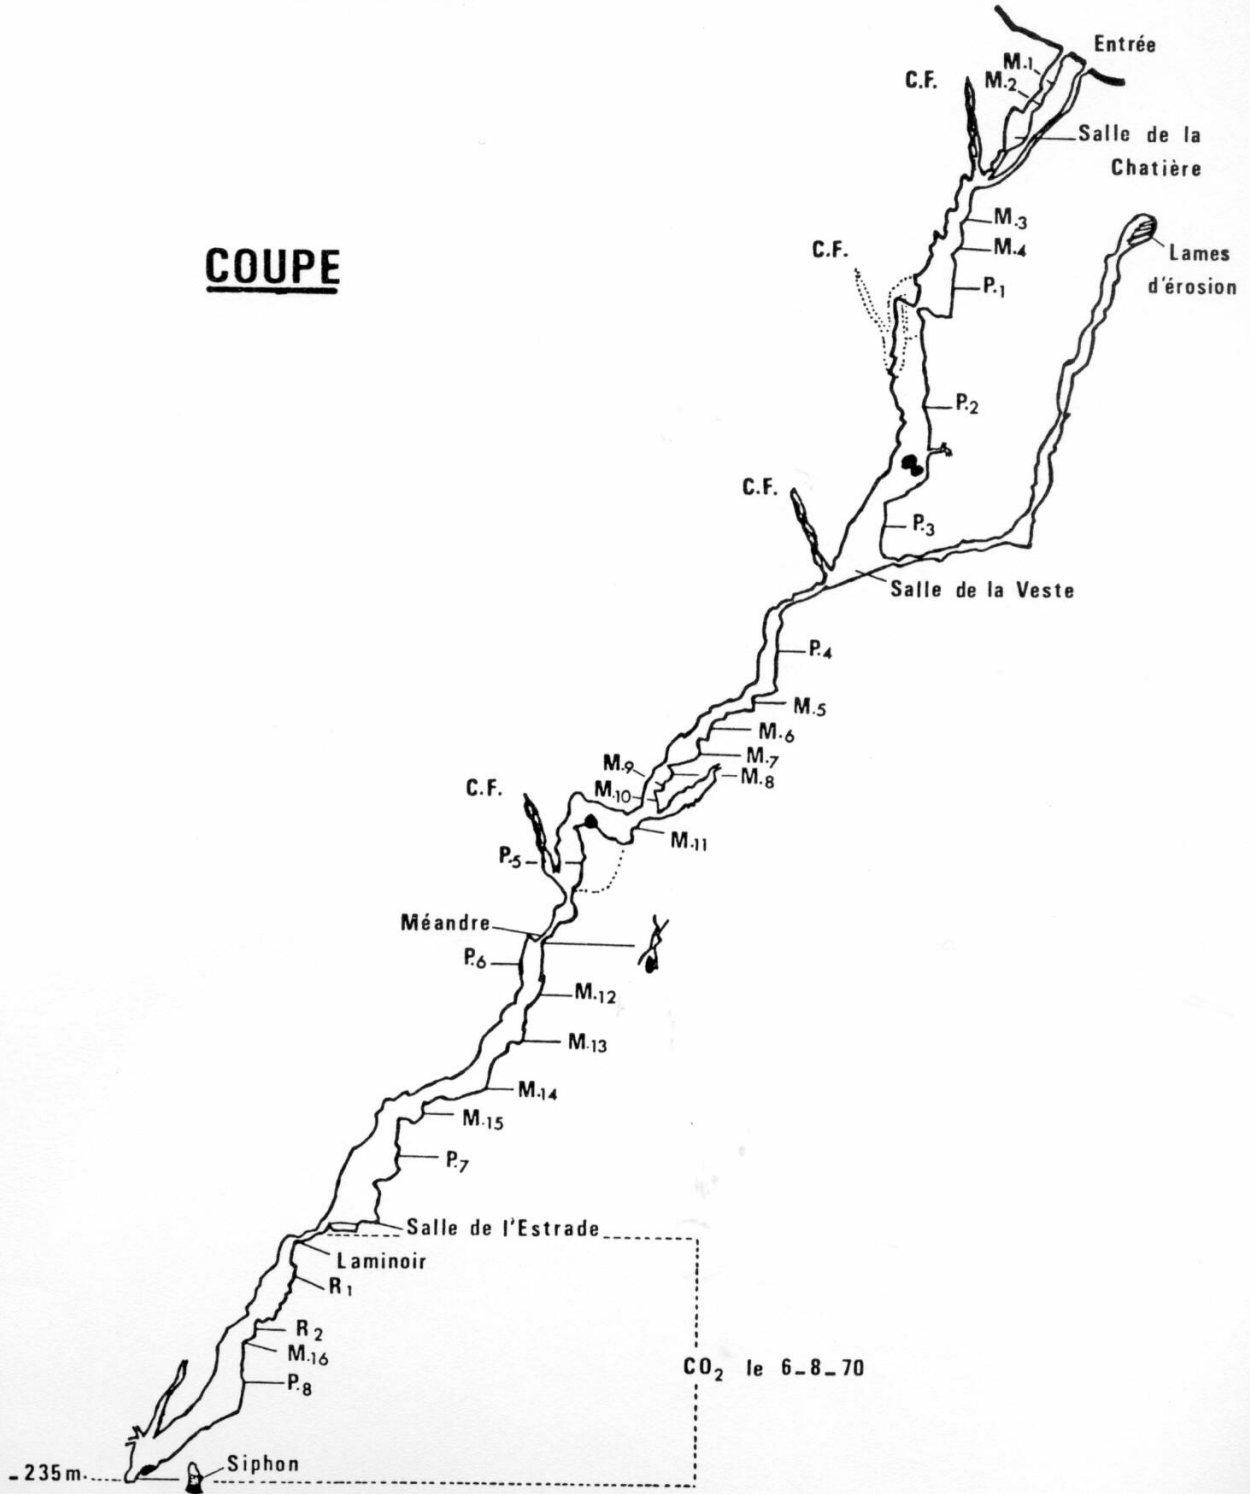 Entrée
M.1
C.F.
M.2
Salle de la
Chatière
M.3
C.F.
M.4
Lames
d'érosion
P.1
COUPE
P.2
C.F.
P.3
Salle de la Veste
P.4
M.5
M.6
M.7
M.9
M.8
C.F.
M.10
M.11
P.5
Méandre
P.6
M.12
M.13
M.14
M.15
P.7
Salle de l'Estrade
Laminoir
R1
R2
M.16
CO2 le 6-8-70
P.8
Siphon
-235m.